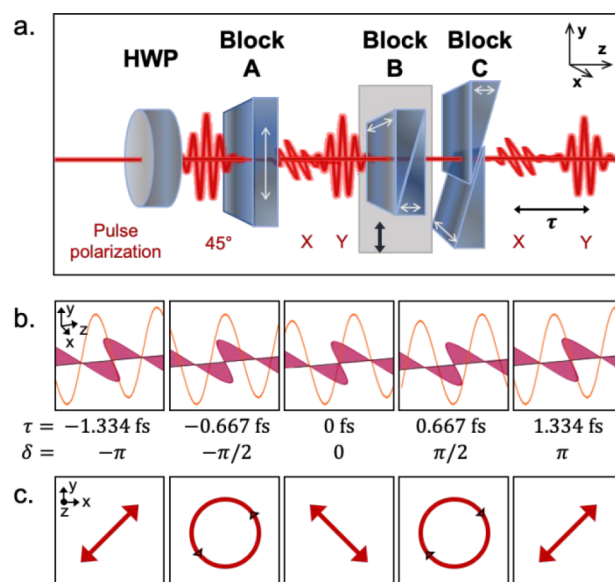 a.
HWP Block A Block B Block C
y
z
x
Pulse polarization 45° X Y τ X Y
b.
y
z
x
τ = −1.334 fs −0.667 fs 0 fs 0.667 fs 1.334 fs
δ = −π −π/2 0 π/2 π
c.
y
z x